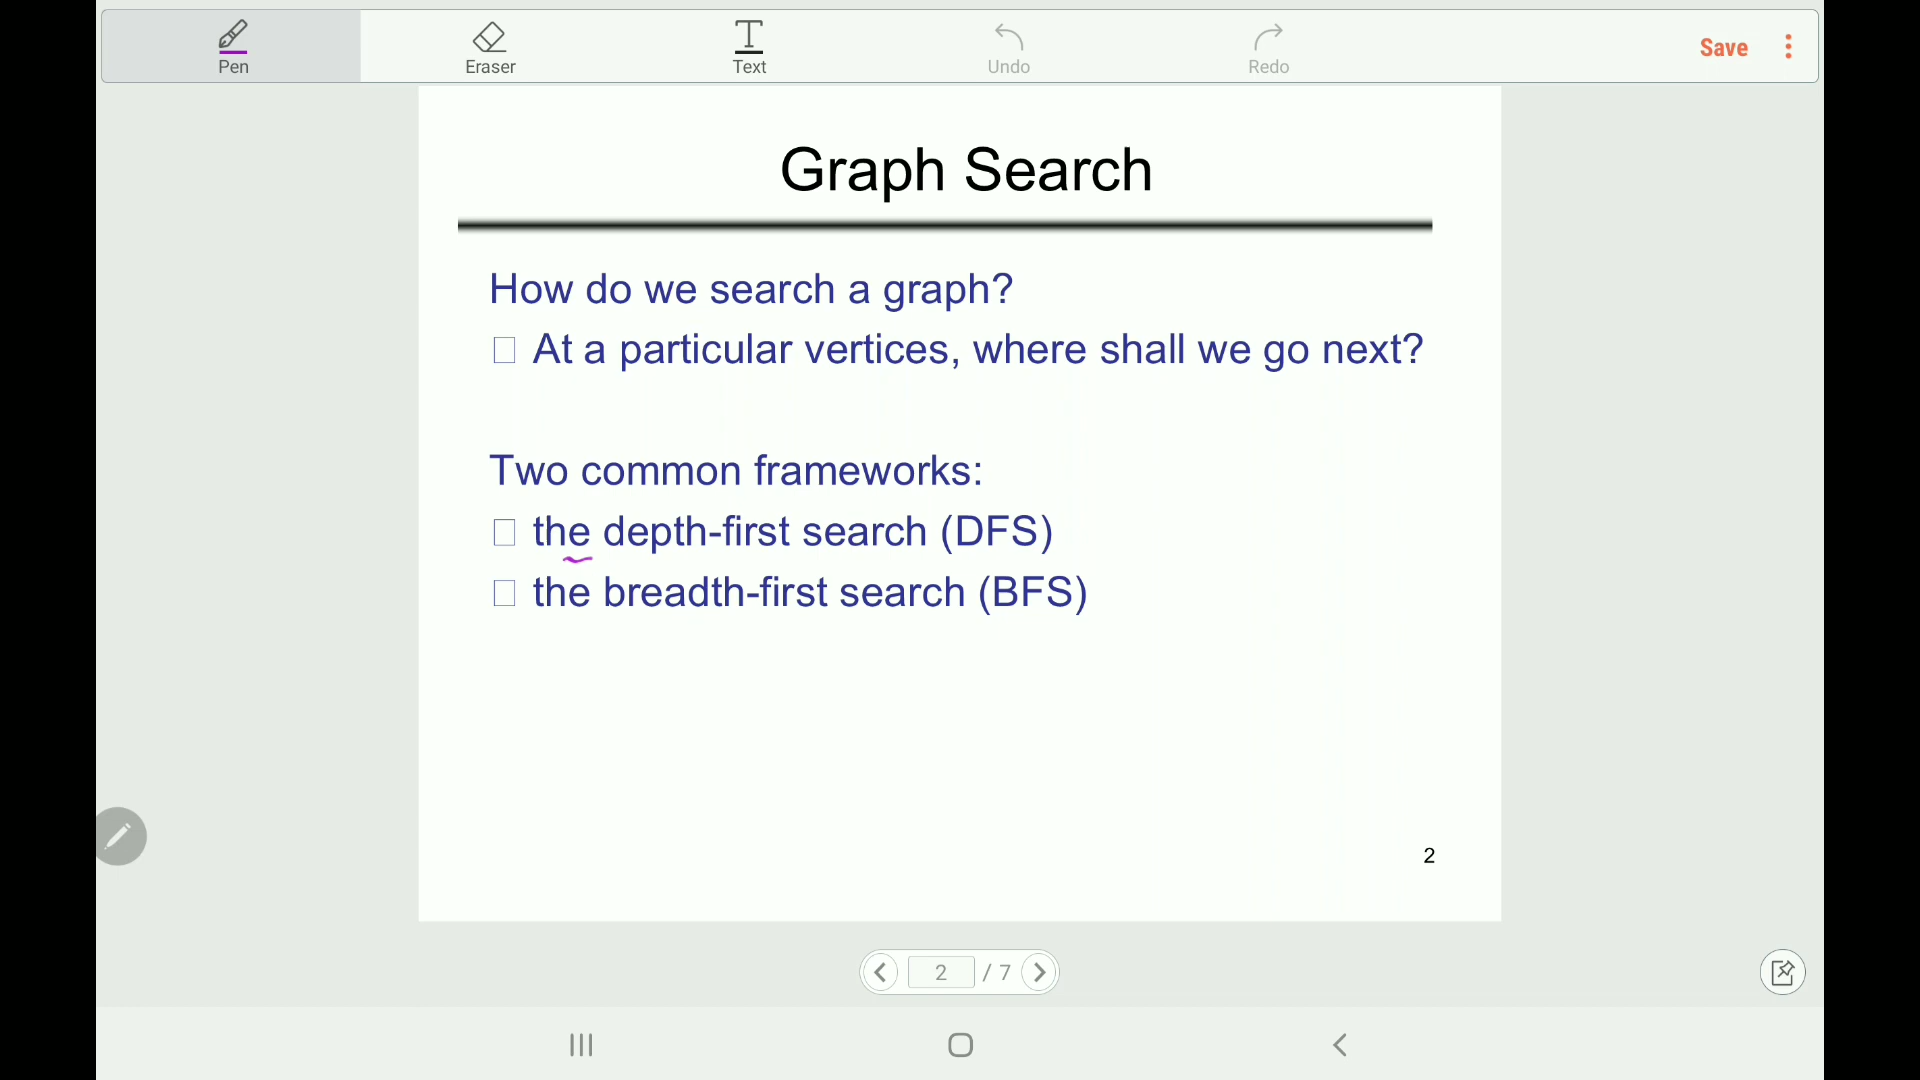 Pen
Eraser
Text
Undo
Redo
Save
Graph Search
How do we search a graph?
At a particular vertices, where shall we go next?
Two common frameworks:
the depth-first search (DFS)
the breadth-first search (BFS)
2
2 / 7